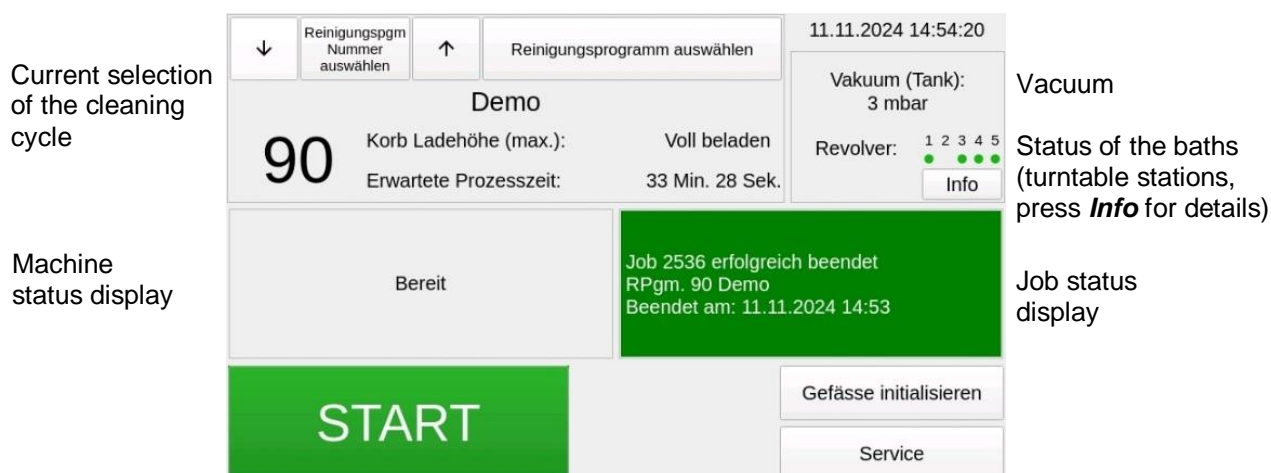 Current selection
of the cleaning
cycle
Machine
status display
↓
Reinigungspgm
Nummer
auswählen
↑
Reinigungsprogramm auswählen
Demo
90
Korb Ladehöhe (max.): Voll beladen
Erwartete Prozesszeit: 33 Min. 28 Sek.
11.11.2024 14:54:20
Vakuum (Tank):
3 mbar
Revolver: 1 2 3 4 5
Info
Bereit
Job 2536 erfolgreich beendet
RPgm. 90 Demo
Beendet am: 11.11.2024 14:53
START
Gefässe initialisieren
Service
Vacuum
Status of the baths
(turntable stations,
press Info for details)
Job status
display